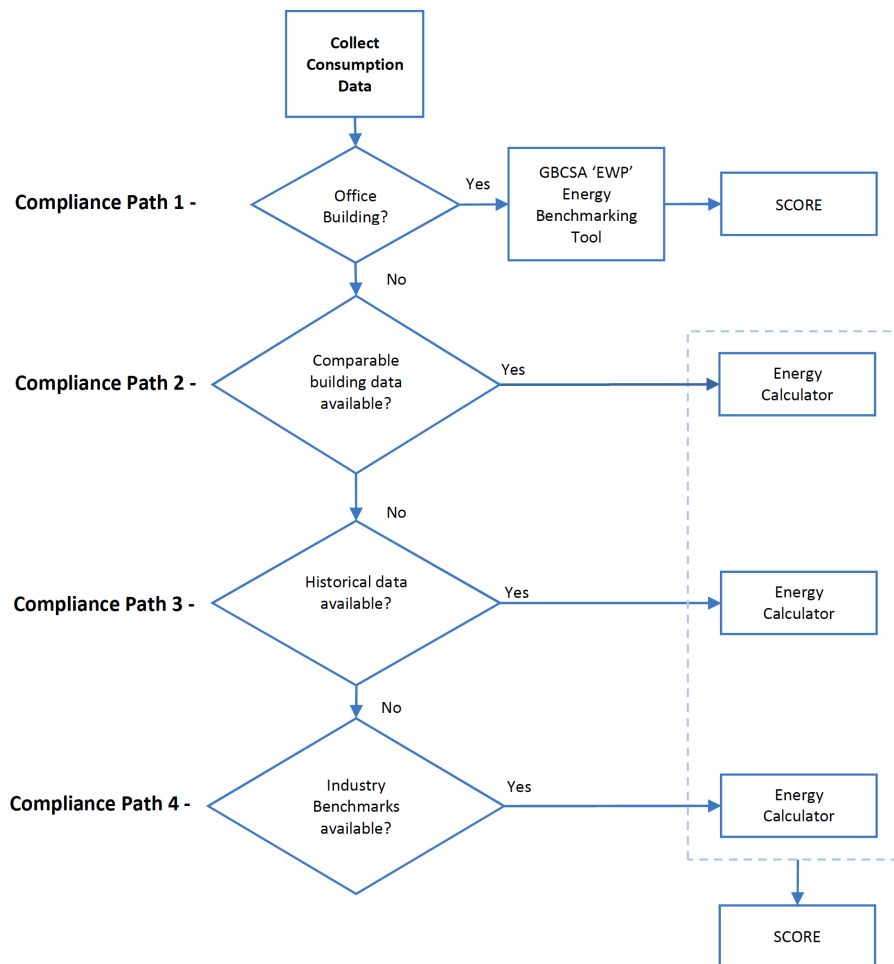 Collect
Consumption
Data
Compliance Path 1 -
Office
Building?
Yes
GBCSA ‘EWP’
Energy
Benchmarking
Tool
SCORE
No
Compliance Path 2 -
Comparable
building data
available?
Yes
Energy
Calculator
No
Compliance Path 3 -
Historical data
available?
Yes
Energy
Calculator
No
Compliance Path 4 -
Industry
Benchmarks
available?
Yes
Energy
Calculator
SCORE